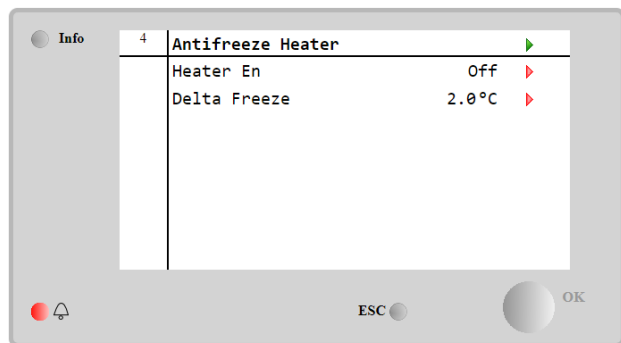 Info
4 Antifreeze Heater
Heater En Off
Delta Freeze 2.0°C
ESC
OK